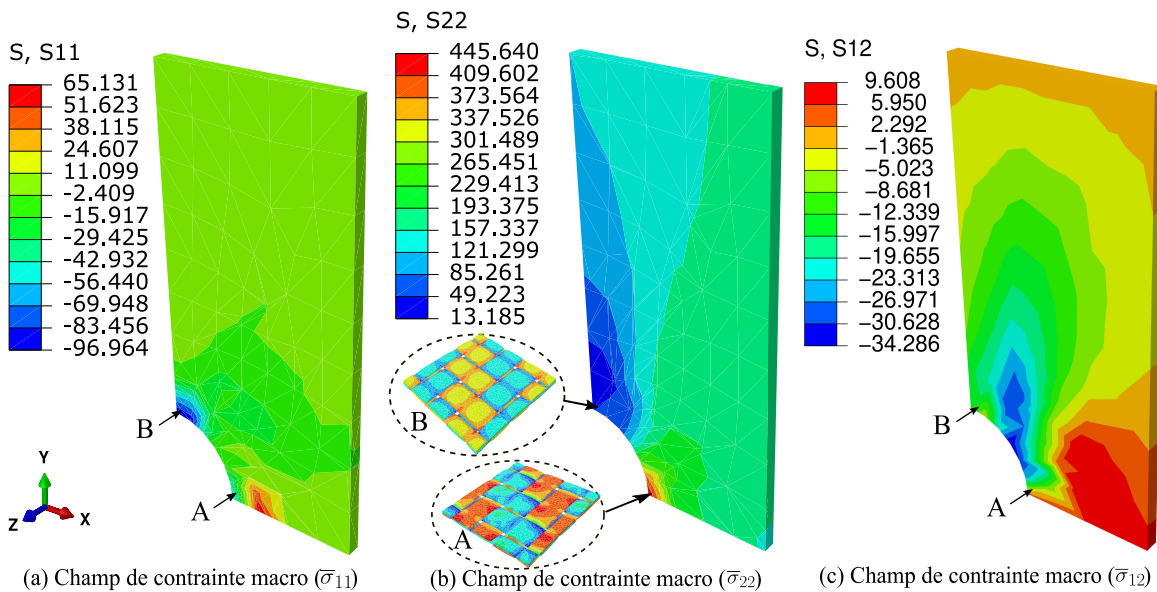 S, S11
65.131
51.623
38.115
24.607
11.099
-2.409
-15.917
-29.425
-42.932
-56.440
-69.948
-83.456
-96.964
B
A
Y
Z
X
(a) Champ de contrainte macro (σ̅₁₁)
S, S22
445.640
409.602
373.564
337.526
301.489
265.451
229.413
193.375
157.337
121.299
85.261
49.223
13.185
B
A
(b) Champ de contrainte macro (σ̅₂₂)
S, S12
9.608
5.950
2.292
−1.365
−5.023
−8.681
−12.339
−15.997
−19.655
−23.313
−26.971
−30.628
−34.286
B
A
(c) Champ de contrainte macro (σ̅₁₂)